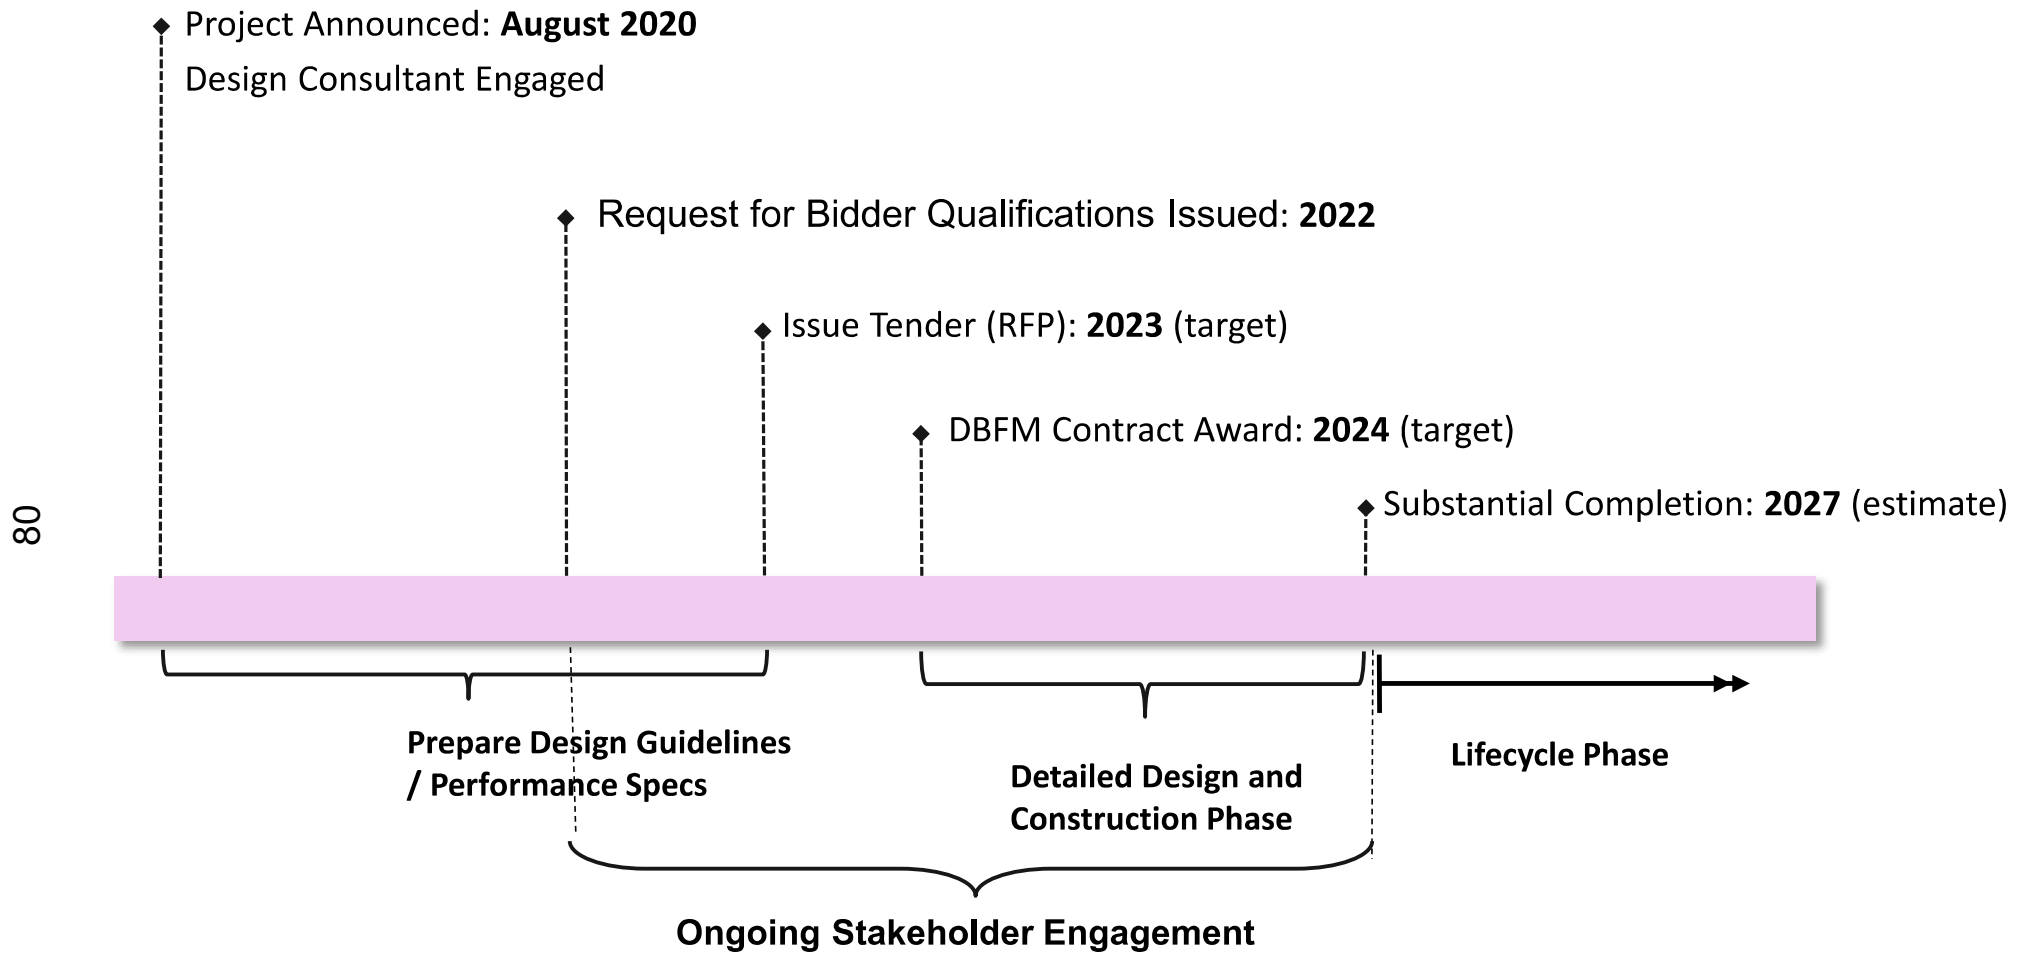 Project Announced: August 2020
Design Consultant Engaged
Request for Bidder Qualifications Issued: 2022
Issue Tender (RFP): 2023 (target)
DBFM Contract Award: 2024 (target)
Substantial Completion: 2027 (estimate)
80
Prepare Design Guidelines
/ Performance Specs
Detailed Design and
Construction Phase
Lifecycle Phase
Ongoing Stakeholder Engagement